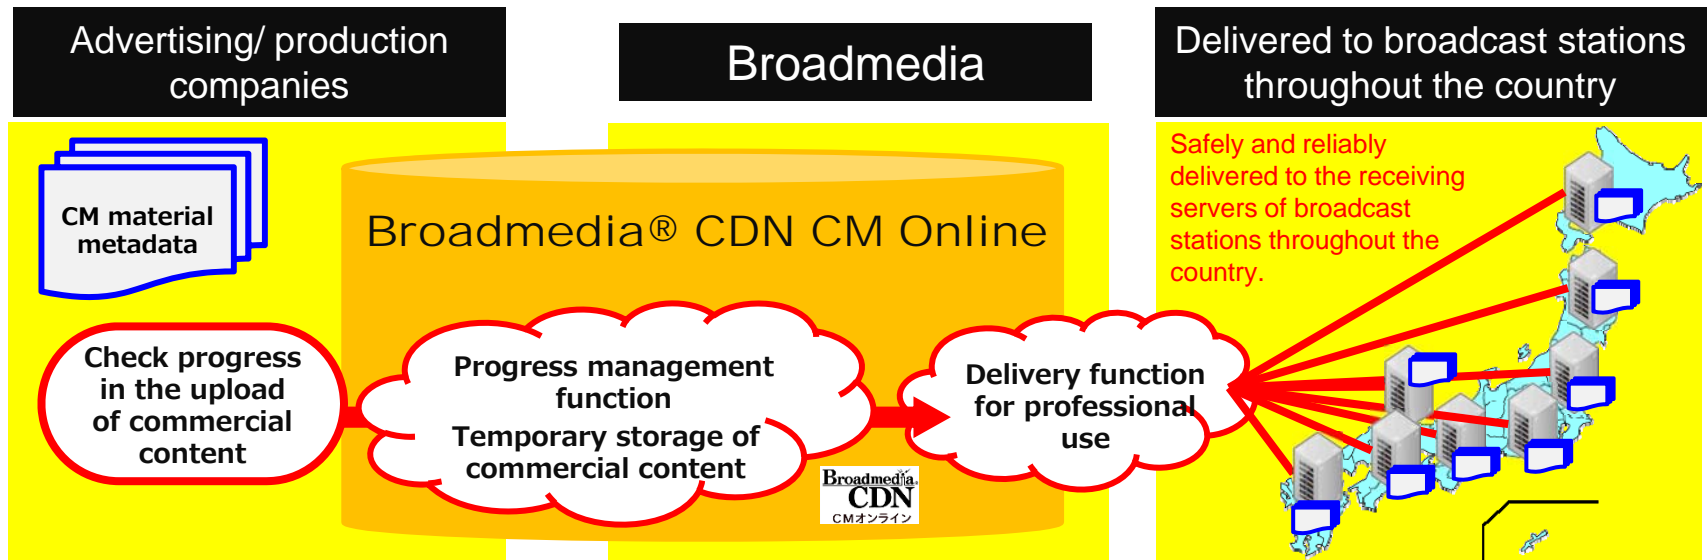 Advertising/ production
companies
Broadmedia
Delivered to broadcast stations
throughout the country
CM material
metadata
Check progress
in the upload
of commercial
content
Broadmedia® CDN CM Online
Progress management
function
Temporary storage of
commercial content
Broadmedia®
CDN
CMオンライン
Delivery function
for professional
use
Safely and reliably
delivered to the receiving
servers of broadcast
stations throughout the
country.